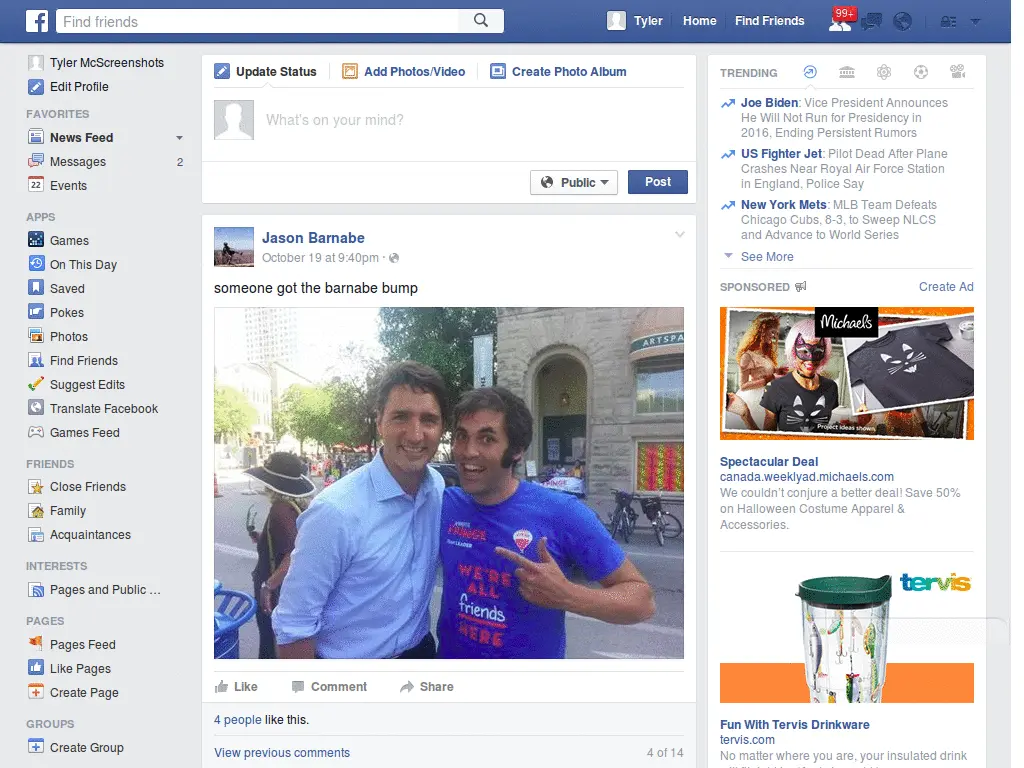 Find friends
Tyler
Home
Find Friends
99+
Tyler McScreenshots
Edit Profile
FAVORITES
News Feed
Messages 2
22 Events
APPS
Games
On This Day
Saved
Pokes
Photos
Find Friends
Suggest Edits
Translate Facebook
Games Feed
FRIENDS
Close Friends
Family
Acquaintances
INTERESTS
Pages and Public ...
PAGES
Pages Feed
Like Pages
Create Page
GROUPS
Create Group
Update Status
Add Photos/Video
Create Photo Album
What's on your mind?
Public
Post
Jason Barnabe
October 19 at 9:40pm ·
someone got the barnabe bump
ARTSPA
FRINGE
FRINGE
TEAM LEADER
WE'RE
ALL
friends
HERE
Like
Comment
Share
4 people like this.
View previous comments 4 of 14
TRENDING
Joe Biden: Vice President Announces
He Will Not Run for Presidency in
2016, Ending Persistent Rumors
US Fighter Jet: Pilot Dead After Plane
Crashes Near Royal Air Force Station
in England, Police Say
New York Mets: MLB Team Defeats
Chicago Cubs, 8-3, to Sweep NLCS
and Advance to World Series
See More
SPONSORED
Create Ad
Michaels
Project ideas shown.
Spectacular Deal
canada.weeklyad.michaels.com
We couldn't conjure a better deal! Save 50%
on Halloween Costume Apparel &
Accessories.
tervis
Fun With Tervis Drinkware
tervis.com
No matter where you are, your insulated drink